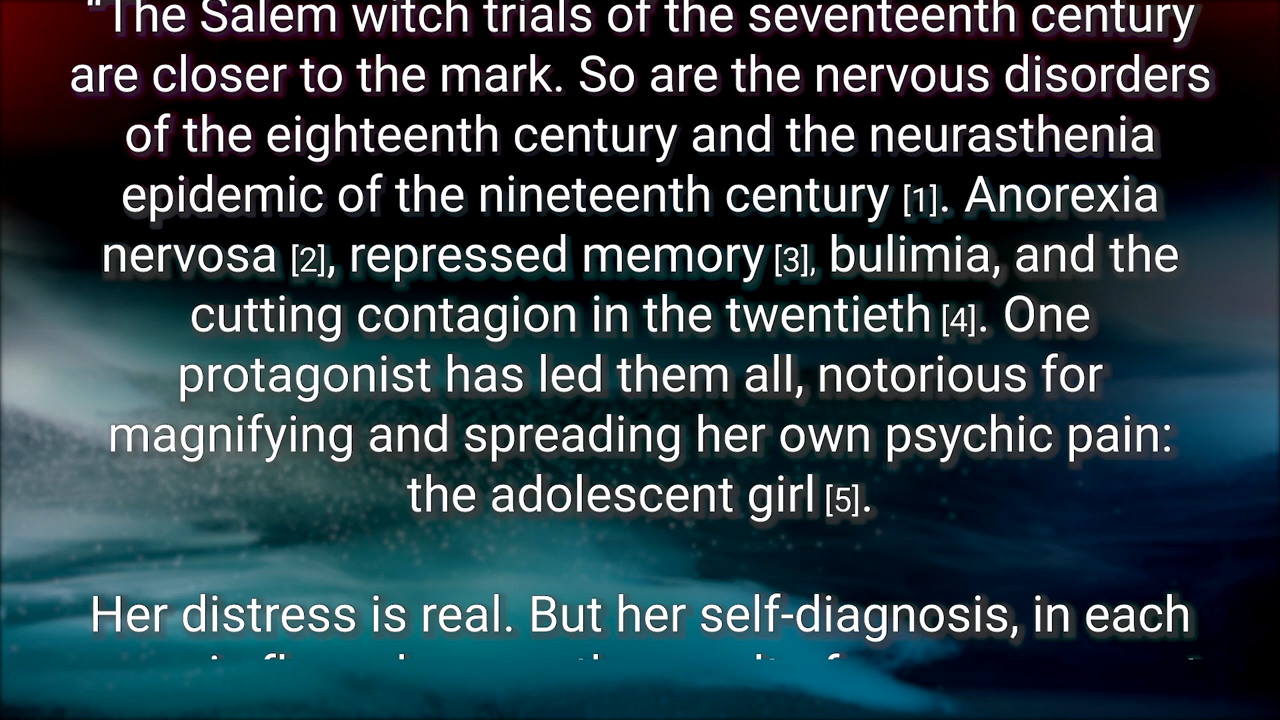 “The Salem witch trials of the seventeenth century
are closer to the mark. So are the nervous disorders
of the eighteenth century and the neurasthenia
epidemic of the nineteenth century [1]. Anorexia
nervosa [2], repressed memory [3], bulimia, and the
cutting contagion in the twentieth [4]. One
protagonist has led them all, notorious for
magnifying and spreading her own psychic pain:
the adolescent girl [5].
Her distress is real. But her self-diagnosis, in each